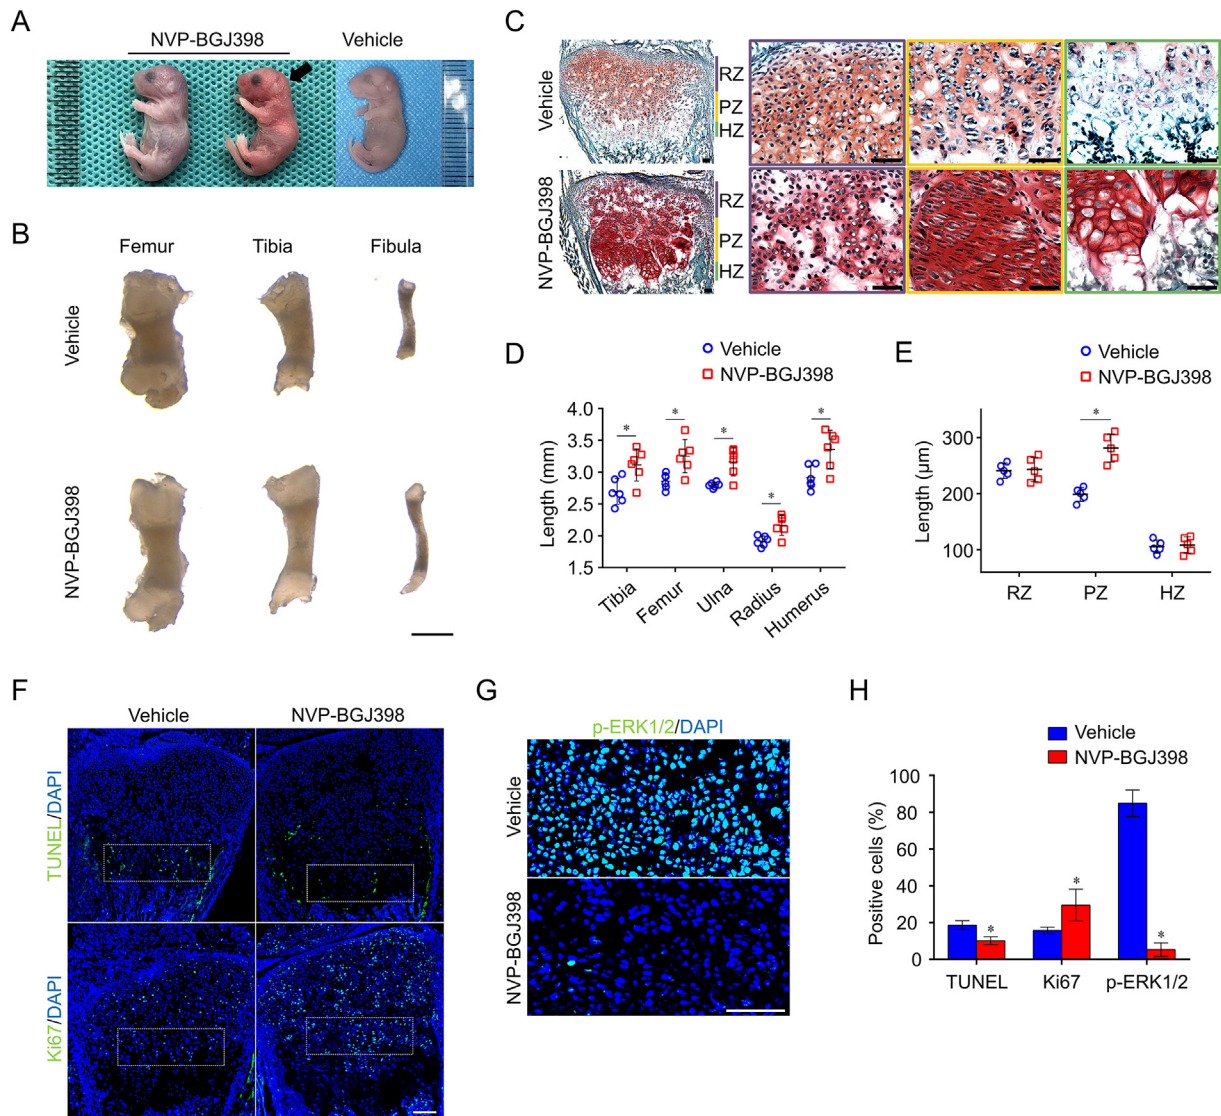 A
NVP-BGJ398
Vehicle
B
Femur
Tibia
Fibula
Vehicle
NVP-BGJ398
C
Vehicle
RZ
PZ
HZ
NVP-BGJ398
RZ
PZ
HZ
D
Vehicle
NVP-BGJ398
Length (mm)
4.0
3.5
3.0
2.5
2.0
1.5
*
*
*
*
*
Tibia
Femur
Ulna
Radius
Humerus
E
Vehicle
NVP-BGJ398
Length (µm)
300
200
100
*
RZ
PZ
HZ
F
Vehicle
NVP-BGJ398
TUNEL/DAPI
Ki67/DAPI
G
p-ERK1/2/DAPI
Vehicle
NVP-BGJ398
H
Vehicle
NVP-BGJ398
Positive cells (%)
100
80
60
40
20
0
*
*
*
TUNEL
Ki67
p-ERK1/2